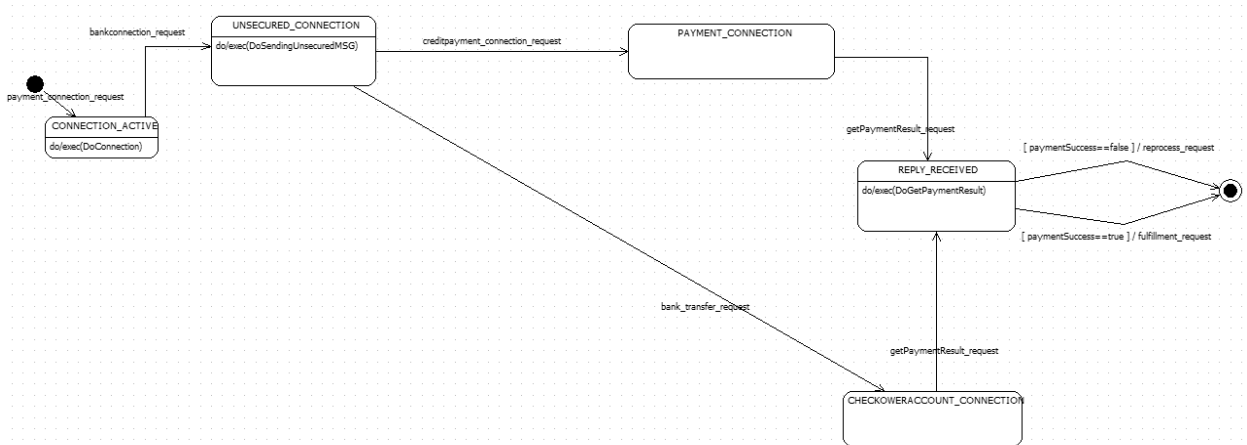 UNSECURED_CONNECTION
do/exec(DoSendingUnsecuredMSG)
bankconnection_request
creditpayment_connection_request
PAYMENT_CONNECTION
payment_connection_request
CONNECTION_ACTIVE
do/exec(DoConnection)
getPaymentResult_request
[ paymentSuccess==false ] / reprocess_request
REPLY_RECEIVED
do/exec(DoGetPaymentResult)
[ paymentSuccess==true ] / fulfillment_request
bank_transfer_request
getPaymentResult_request
CHECKOWERACCOUNT_CONNECTION